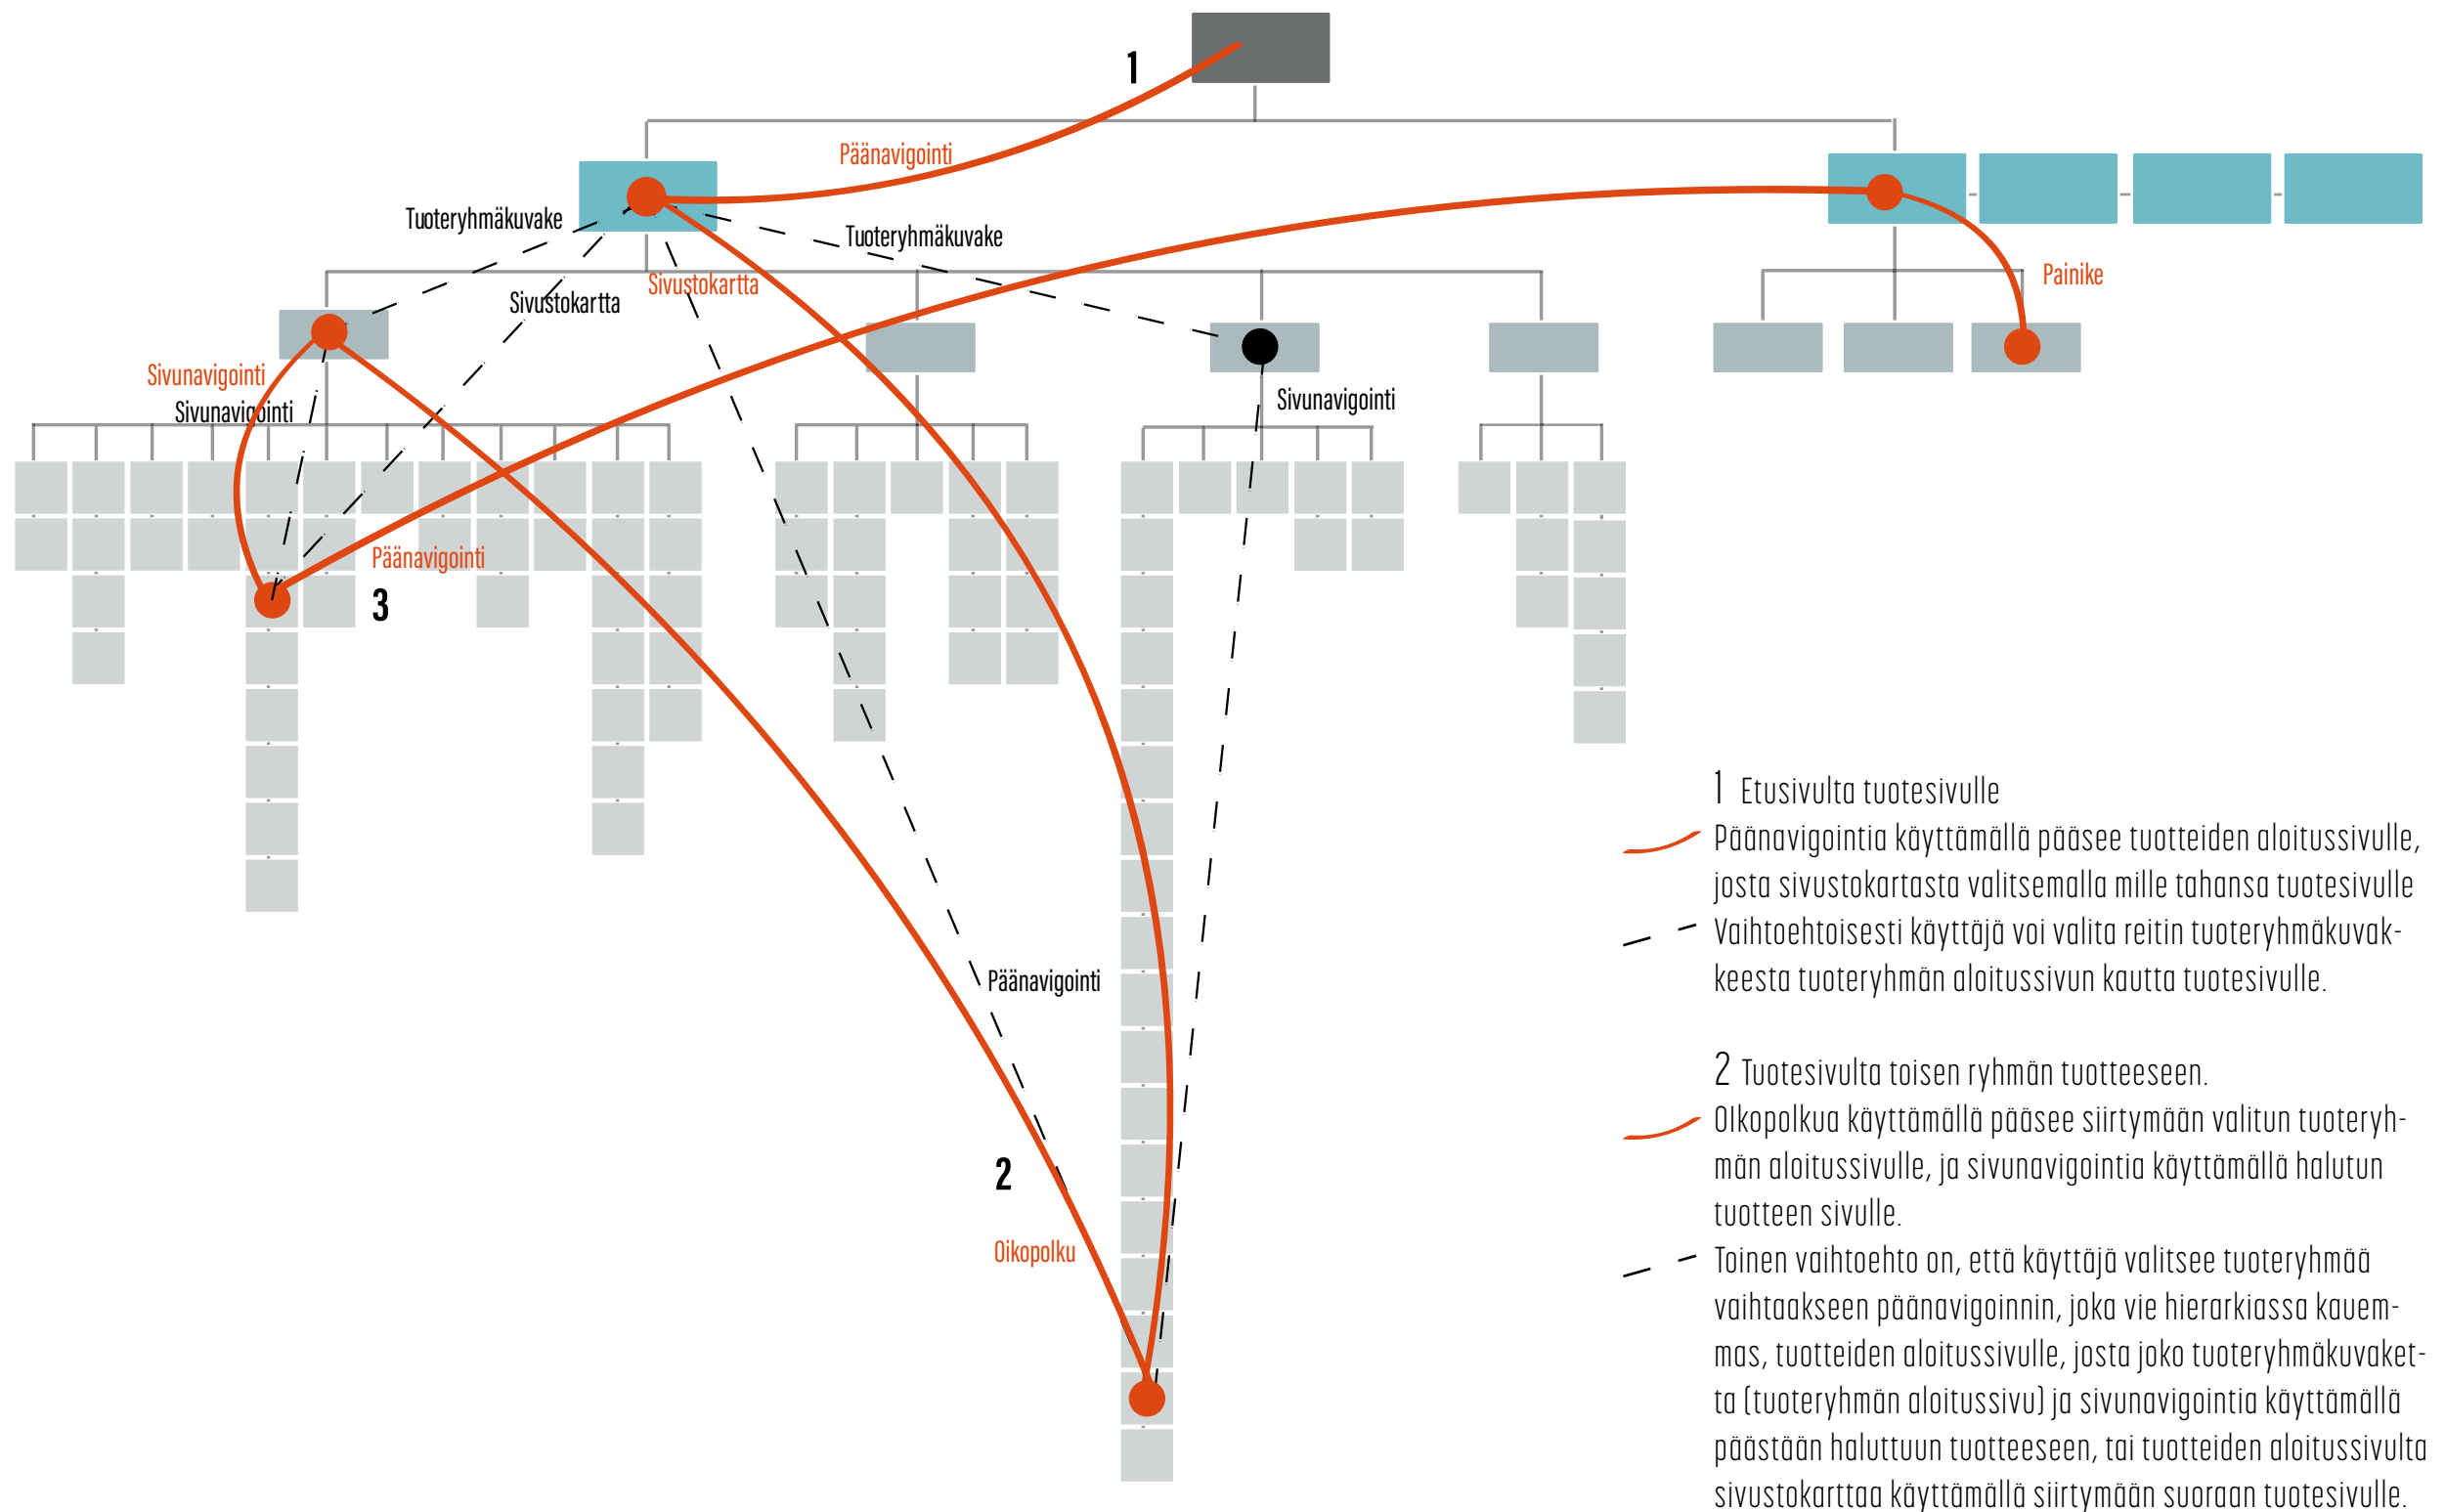 1
Päänavigointi
Tuoteryhmäkuvake
Tuoteryhmäkuvake
Sivustokartta
Sivustokartta
Painike
Sivunavigointi
Sivunavigointi
Sivunavigointi
Päänavigointi
3
Päänavigointi
2
Oikopolku
1 Etusivulta tuotesivulle
Päänavigointia käyttämällä pääsee tuotteiden aloitussivulle,
josta sivustokartasta valitsemalla mille tahansa tuotesivulle
Vaihtoehtoisesti käyttäjä voi valita reitin tuoteryhmäkuvak-
keesta tuoteryhmän aloitussivun kautta tuotesivulle.
2 Tuotesivulta toisen ryhmän tuotteeseen.
OIkopolkua käyttämällä pääsee siirtymään valitun tuoteryh-
män aloitussivulle, ja sivunavigointia käyttämällä halutun
tuotteen sivulle.
Toinen vaihtoehto on, että käyttäjä valitsee tuoteryhmää
vaihtaakseen päänavigoinnin, joka vie hierarkiassa kauem-
mas, tuotteiden aloitussivulle, josta joko tuoteryhmäkuvaket-
ta (tuoteryhmän aloitussivu) ja sivunavigointia käyttämällä
päästään haluttuun tuotteeseen, tai tuotteiden aloitussivulta
sivustokarttaa käyttämällä siirtymään suoraan tuotesivulle.